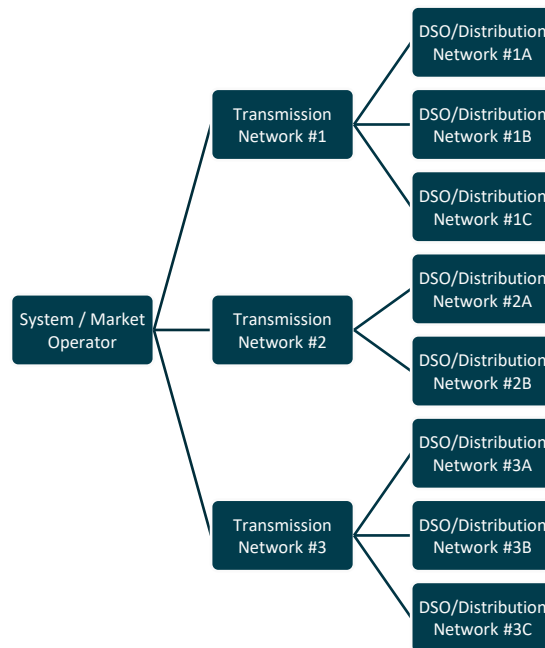 System / Market
Operator
Transmission
Network #1
DSO/Distribution
Network #1A
DSO/Distribution
Network #1B
DSO/Distribution
Network #1C
Transmission
Network #2
DSO/Distribution
Network #2A
DSO/Distribution
Network #2B
Transmission
Network #3
DSO/Distribution
Network #3A
DSO/Distribution
Network #3B
DSO/Distribution
Network #3C